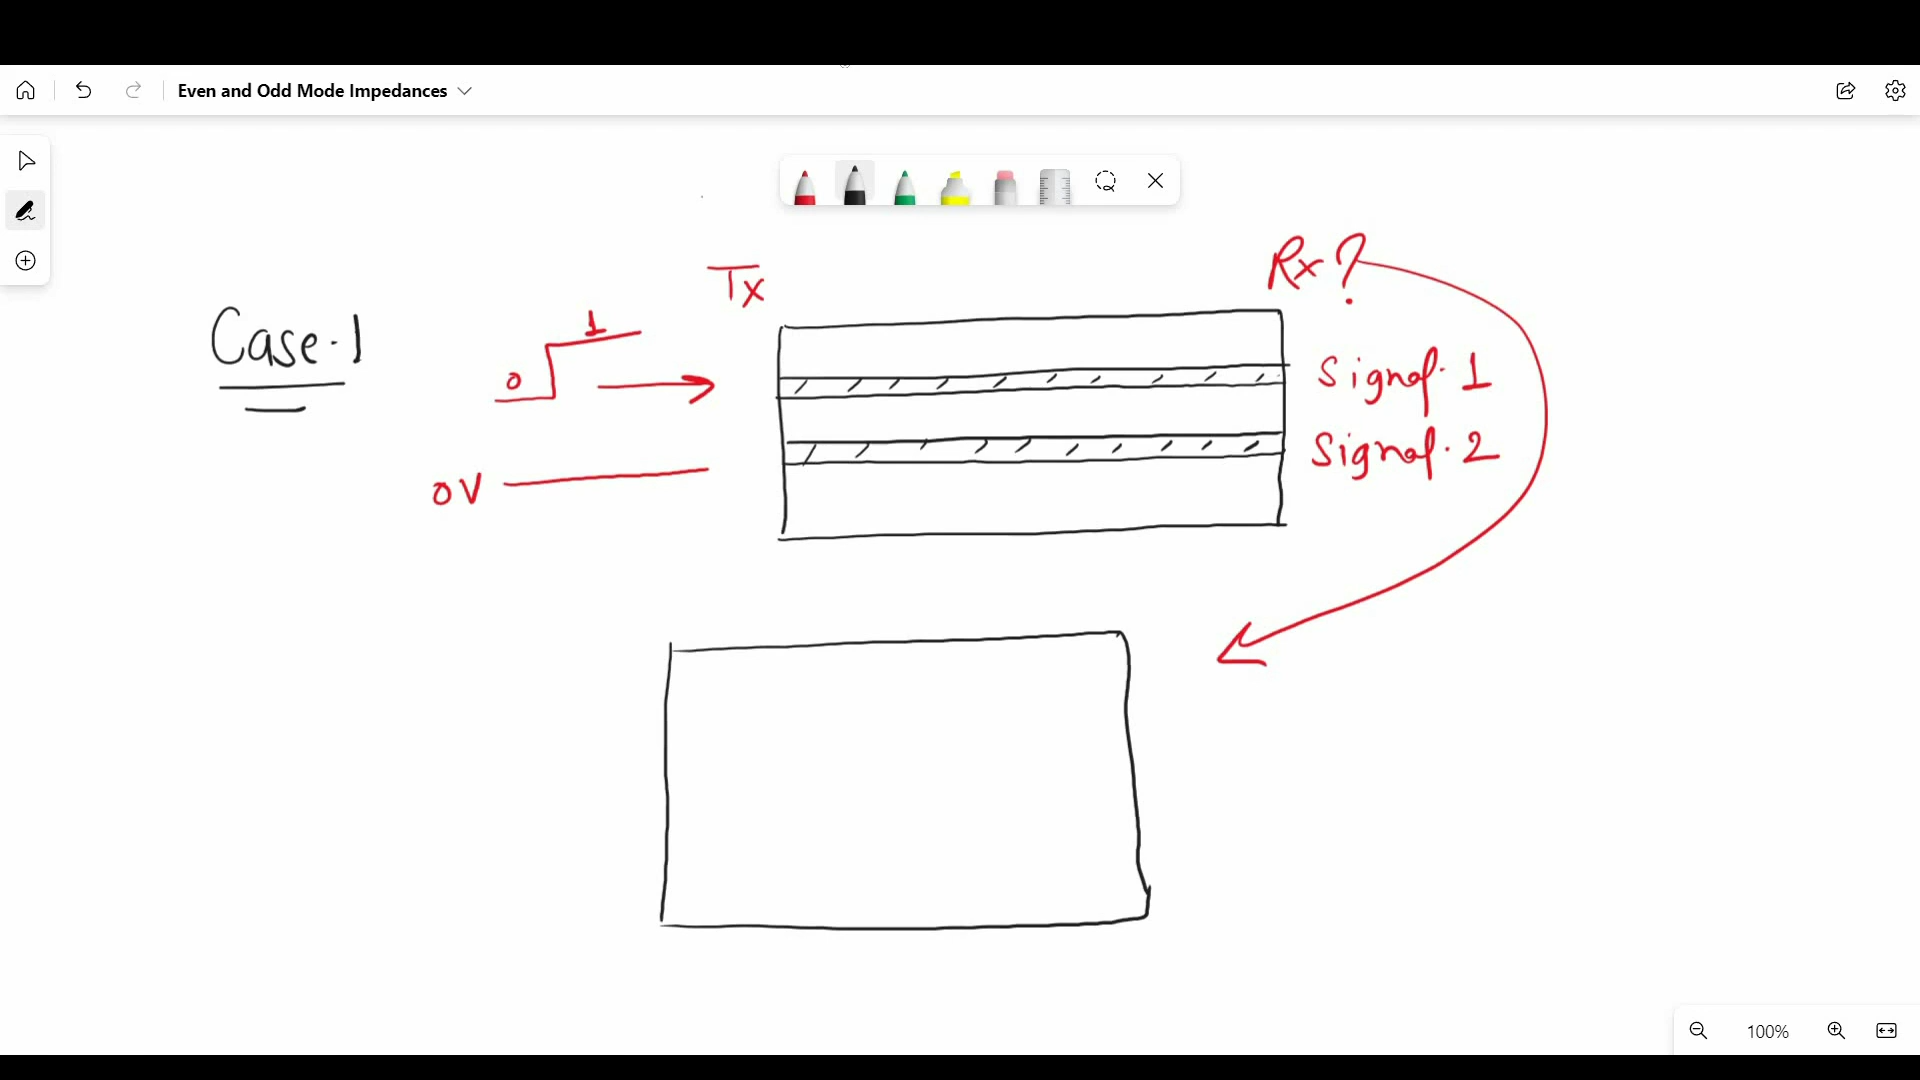 Even and Odd Mode Impedances
Rx?
Tx
1
Case.1
0
Signal.1
Signal.2
0V
100%